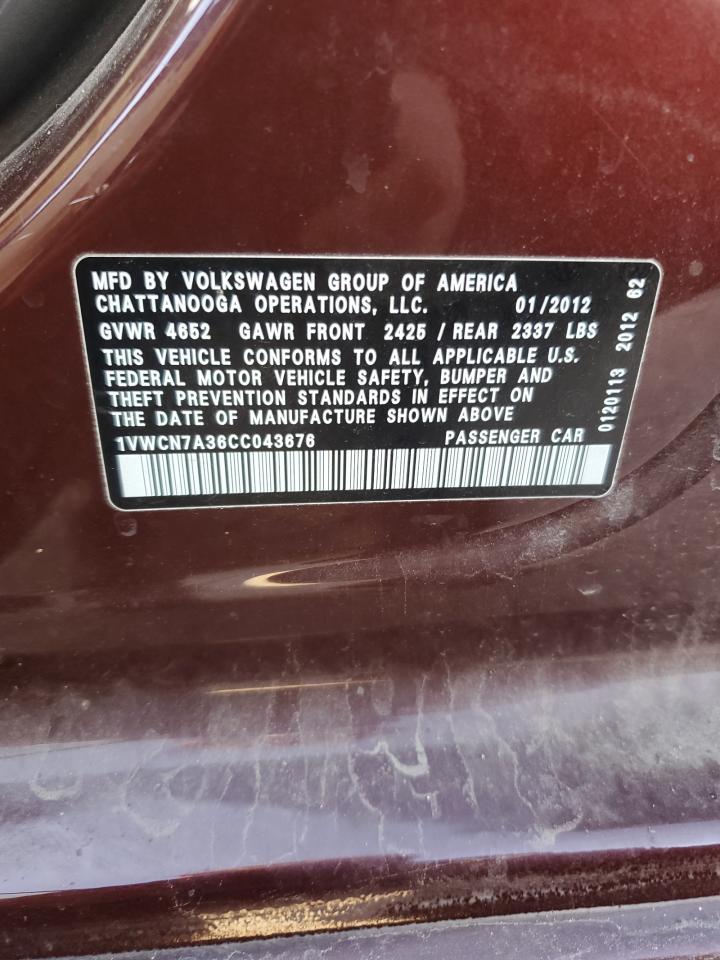 MFD BY VOLKSWAGEN GROUP OF AMERICA
CHATTANOOGA OPERATIONS, LLC. 01/2012
GVWR 4652 GAWR FRONT 2425 / REAR 2337 LBS
THIS VEHICLE CONFORMS TO ALL APPLICABLE U.S.
FEDERAL MOTOR VEHICLE SAFETY, BUMPER AND
THEFT PREVENTION STANDARDS IN EFFECT ON
THE DATE OF MANUFACTURE SHOWN ABOVE
1VWCN7A36CC043676 PASSENGER CAR
0120113 2012 62